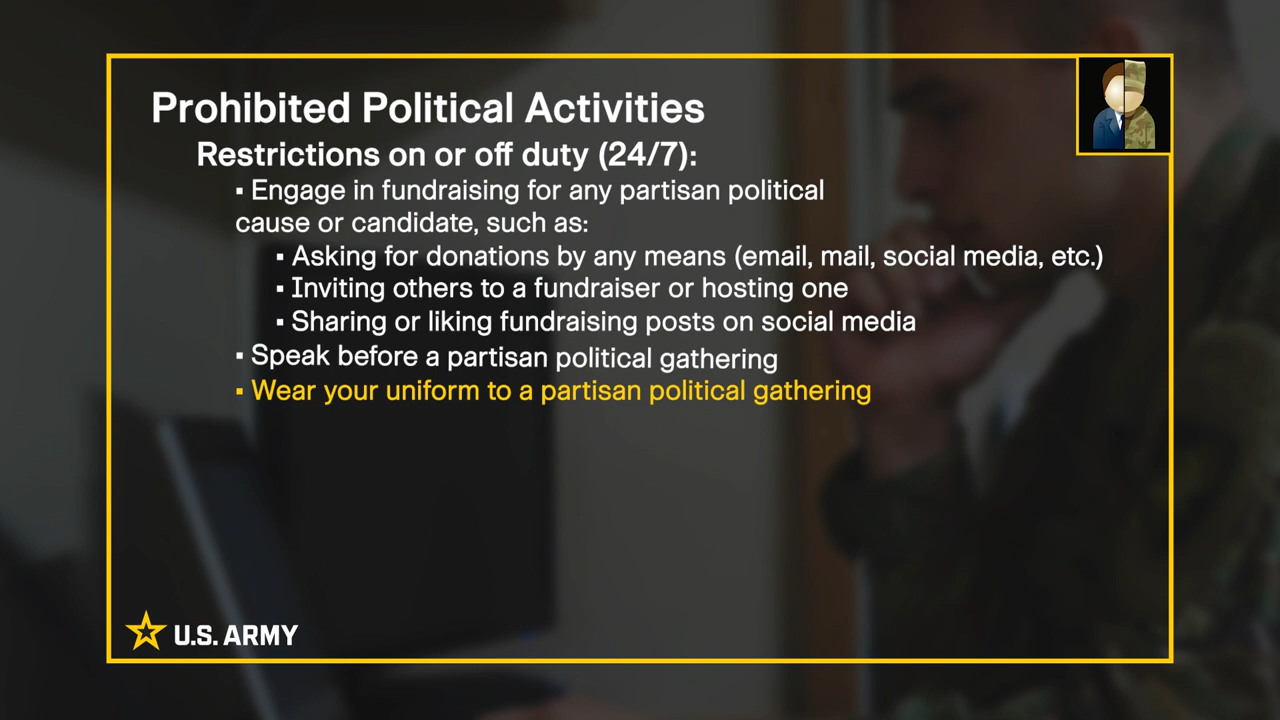 Prohibited Political Activities
Restrictions on or off duty (24/7):
▪ Engage in fundraising for any partisan political
cause or candidate, such as:
▪ Asking for donations by any means (email, mail, social media, etc.)
▪ Inviting others to a fundraiser or hosting one
▪ Sharing or liking fundraising posts on social media
▪ Speak before a partisan political gathering
▪ Wear your uniform to a partisan political gathering
U.S. ARMY